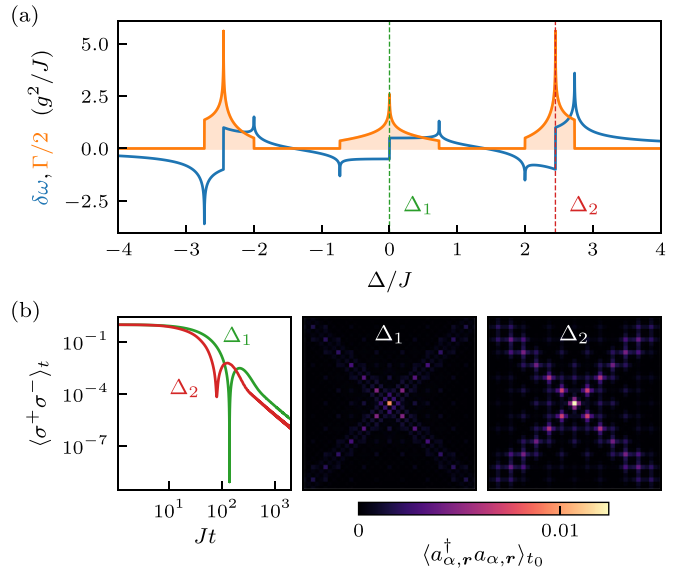 (a)
δω, Γ/2 (g²/J)
5.0
2.5
0.0
−2.5
Δ₁
Δ₂
−4 −3 −2 −1 0 1 2 3 4
Δ/J
(b)
⟨σ⁺σ⁻⟩ₜ
10⁻¹
10⁻⁴
10⁻⁷
Δ₁
Δ₂
10¹ 10² 10³
Jt
Δ₁
Δ₂
0 0.01
⟨a†α,r aα,r⟩t₀